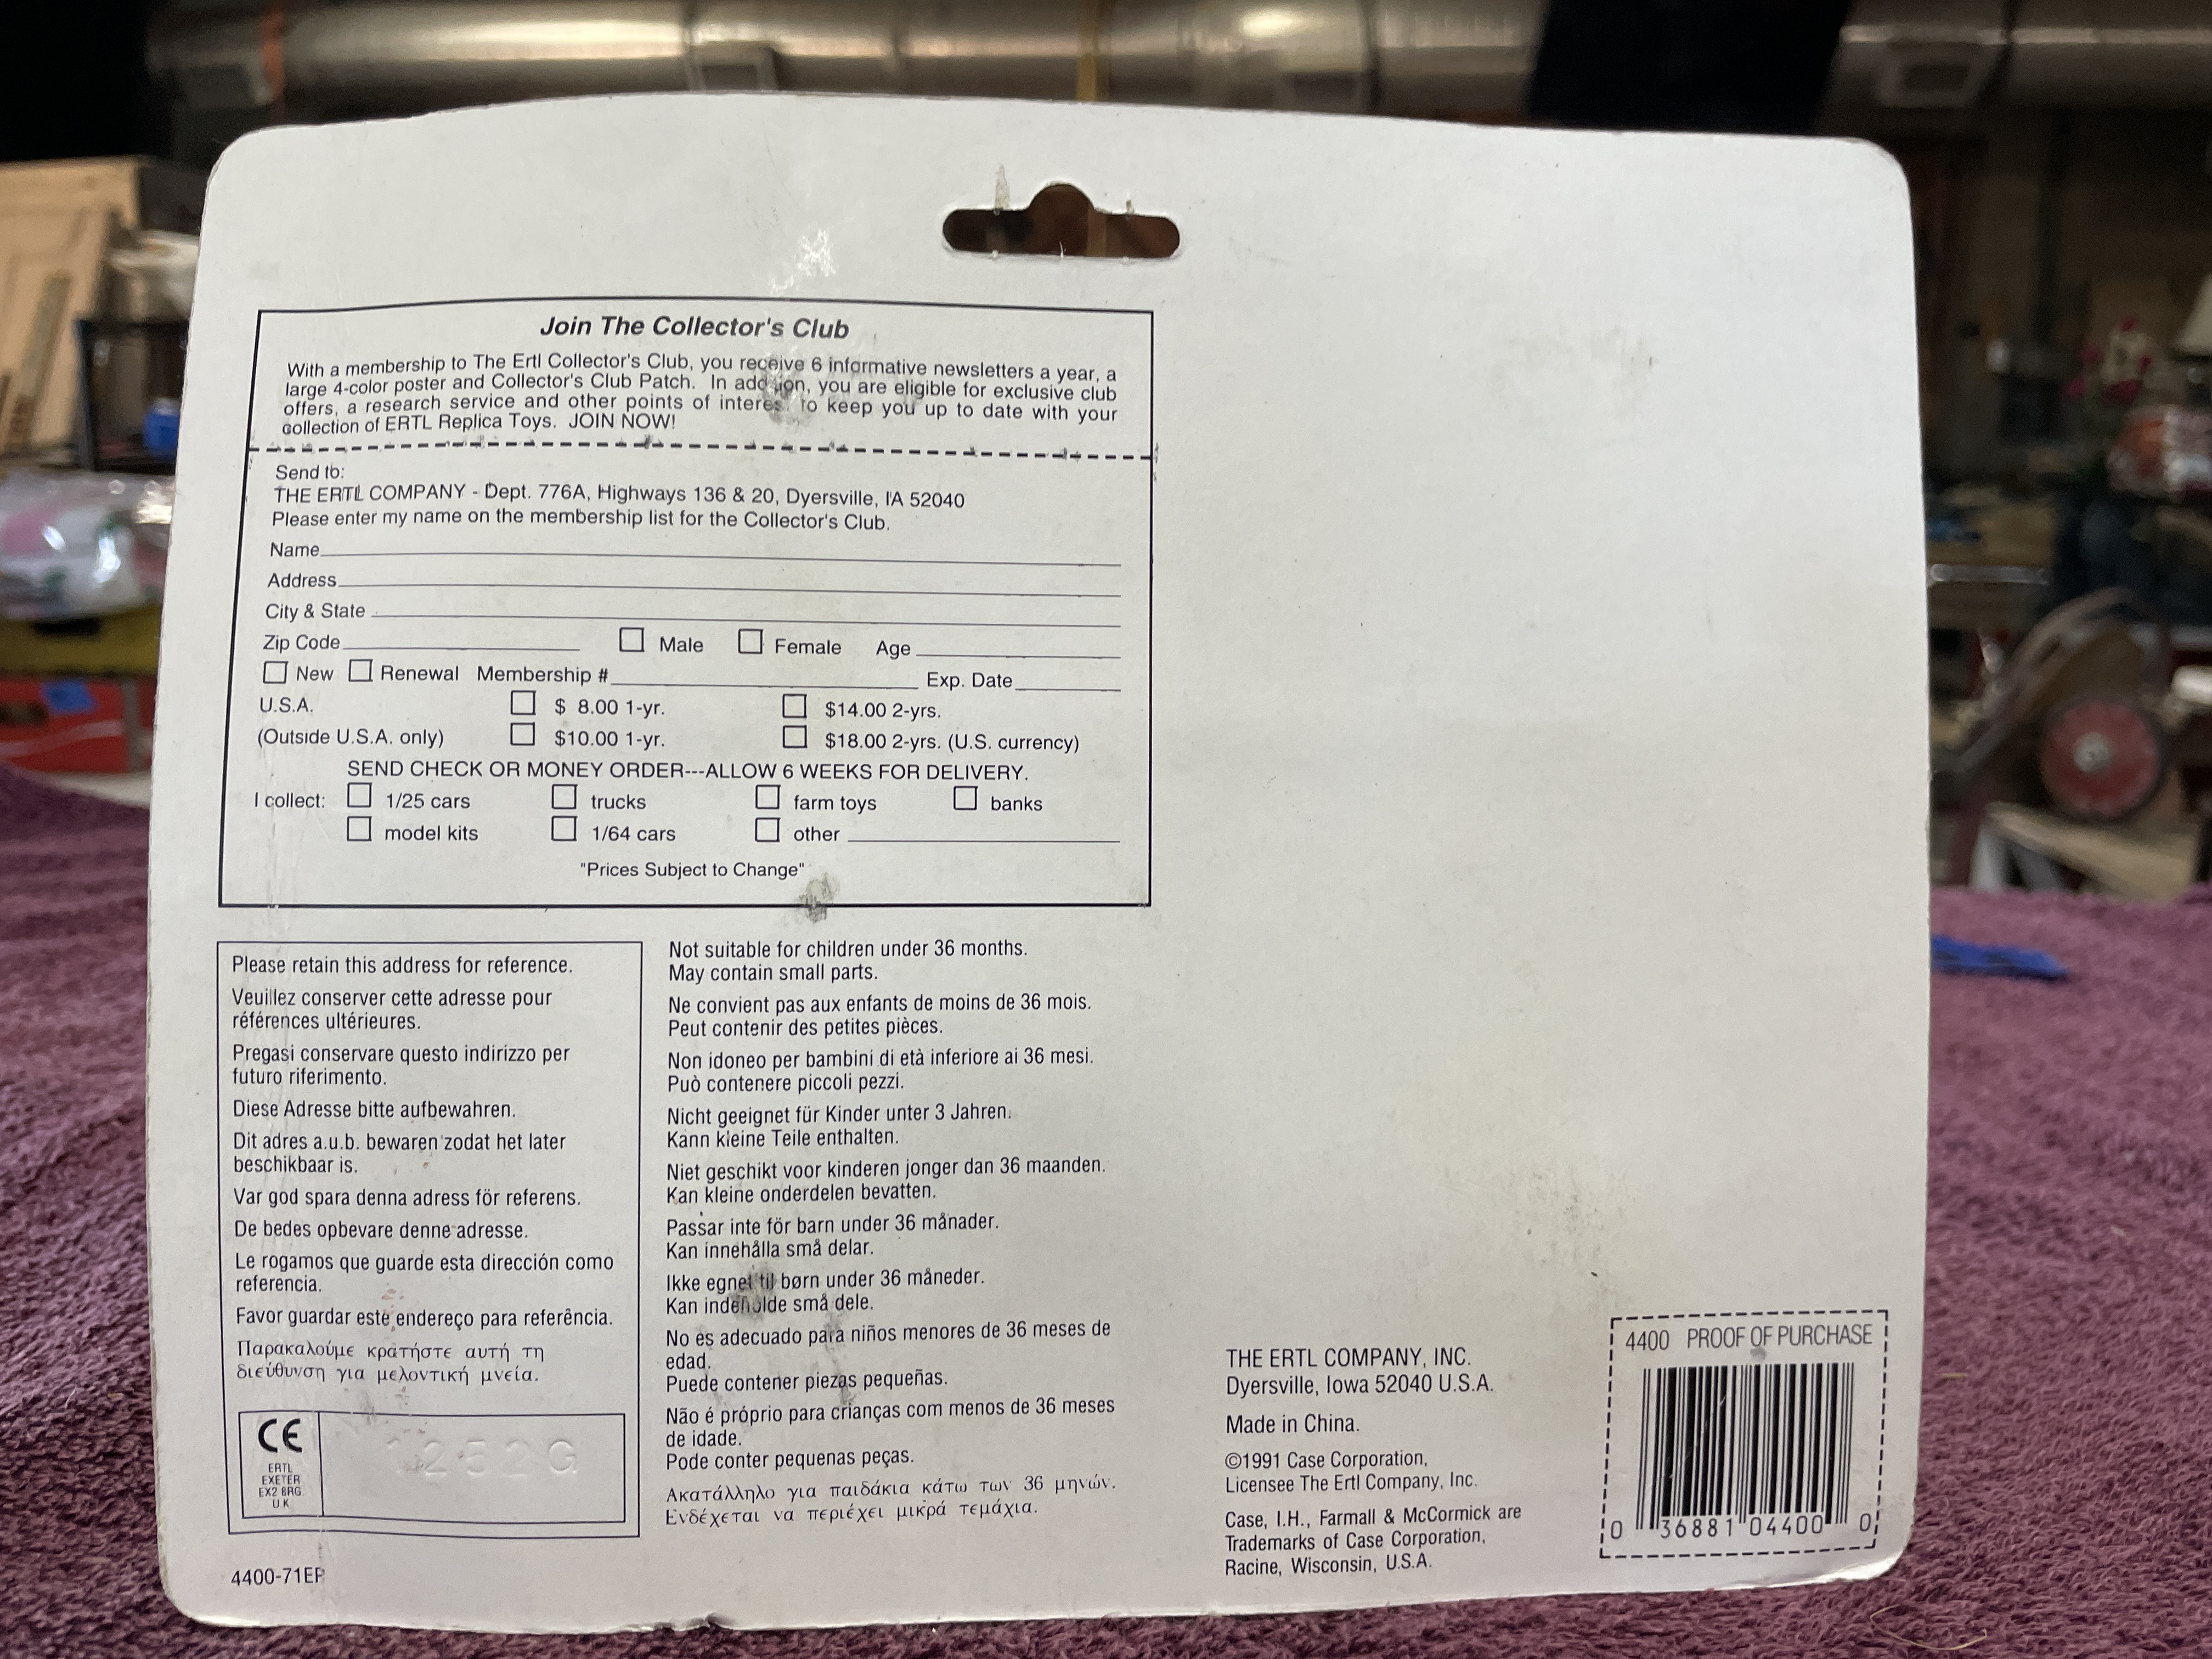 Join The Collector's Club
With a membership to The Ertl Collector's Club, you receive 6 informative newsletters a year, a
large 4-color poster and Collector's Club Patch. In addition, you are eligible for exclusive club
offers, a research service and other points of interest to keep you up to date with your
collection of ERTL Replica Toys. JOIN NOW!
Send to:
THE ERTL COMPANY - Dept. 776A, Highways 136 & 20, Dyersville, IA 52040
Please enter my name on the membership list for the Collector's Club.
Name
Address
City & State
Zip Code Male Female Age
New Renewal Membership # Exp. Date
U.S.A. $ 8.00 1-yr. $14.00 2-yrs.
(Outside U.S.A. only) $10.00 1-yr. $18.00 2-yrs. (U.S. currency)
SEND CHECK OR MONEY ORDER---ALLOW 6 WEEKS FOR DELIVERY.
I collect: 1/25 cars trucks farm toys banks
model kits 1/64 cars other
"Prices Subject to Change"
Please retain this address for reference.
Veuillez conserver cette adresse pour
références ultérieures.
Pregasi conservare questo indirizzo per
futuro riferimento.
Diese Adresse bitte aufbewahren.
Dit adres a.u.b. bewaren zodat het later
beschikbaar is.
Var god spara denna adress för referens.
De bedes opbevare denne adresse.
Le rogamos que guarde esta dirección como
referencia.
Favor guardar este endereço para referência.
Παρακαλούμε κρατήστε αυτή τη
διεύθυνση για μελοντική μνεία.
CE
ERTL
EXETER
EX2 8RG
U K
1252G
4400-71EP
Not suitable for children under 36 months.
May contain small parts.
Ne convient pas aux enfants de moins de 36 mois.
Peut contenir des petites pièces.
Non idoneo per bambini di età inferiore ai 36 mesi.
Può contenere piccoli pezzi.
Nicht geeignet für Kinder unter 3 Jahren.
Kann kleine Teile enthalten.
Niet geschikt voor kinderen jonger dan 36 maanden.
Kan kleine onderdelen bevatten.
Passar inte för barn under 36 månader.
Kan innehålla små delar.
Ikke egnet til børn under 36 måneder.
Kan indeholde små dele.
No es adecuado para niños menores de 36 meses de
edad.
Puede contener piezas pequeñas.
Não é próprio para crianças com menos de 36 meses
de idade.
Pode conter pequenas peças.
Ακατάλληλο για παιδάκια κάτω των 36 μηνών.
Ενδέχεται να περιέχει μικρά τεμάχια.
THE ERTL COMPANY, INC.
Dyersville, Iowa 52040 U.S.A.
Made in China.
©1991 Case Corporation,
Licensee The Ertl Company, Inc.
Case, I.H., Farmall & McCormick are
Trademarks of Case Corporation,
Racine, Wisconsin, U.S.A.
4400 PROOF OF PURCHASE
0 36881 04400 0